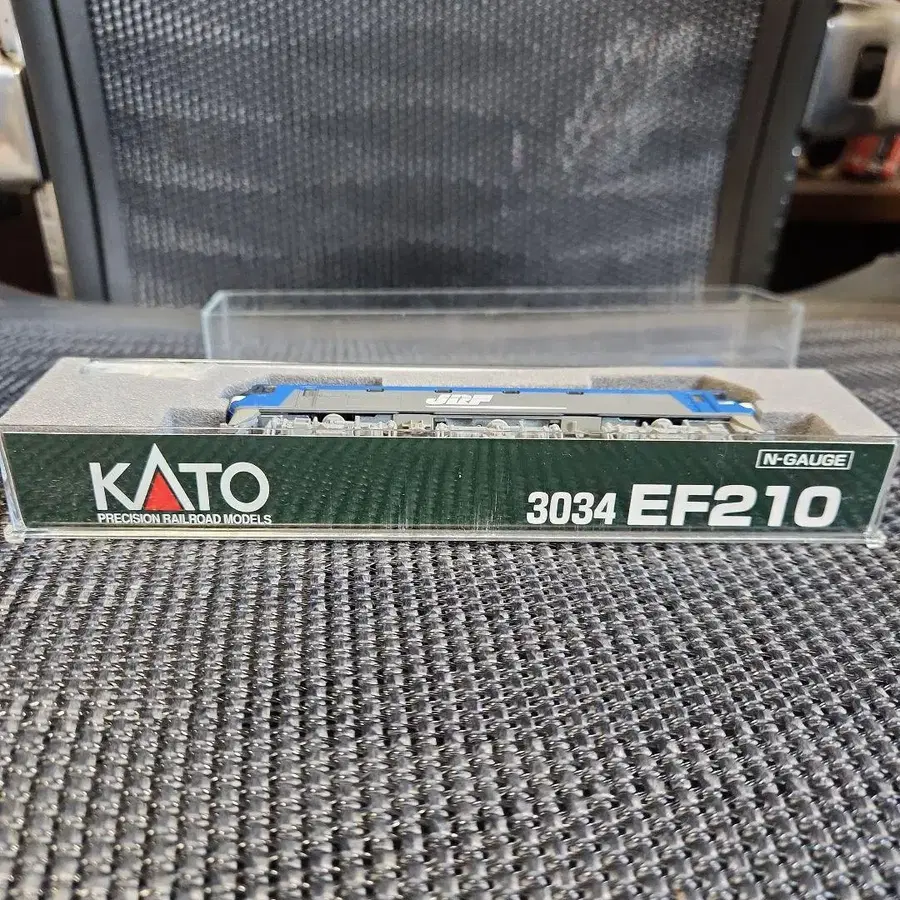 JRF
KATO
PRECISION RAILROAD MODELS
N-GAUGE
3034 EF210